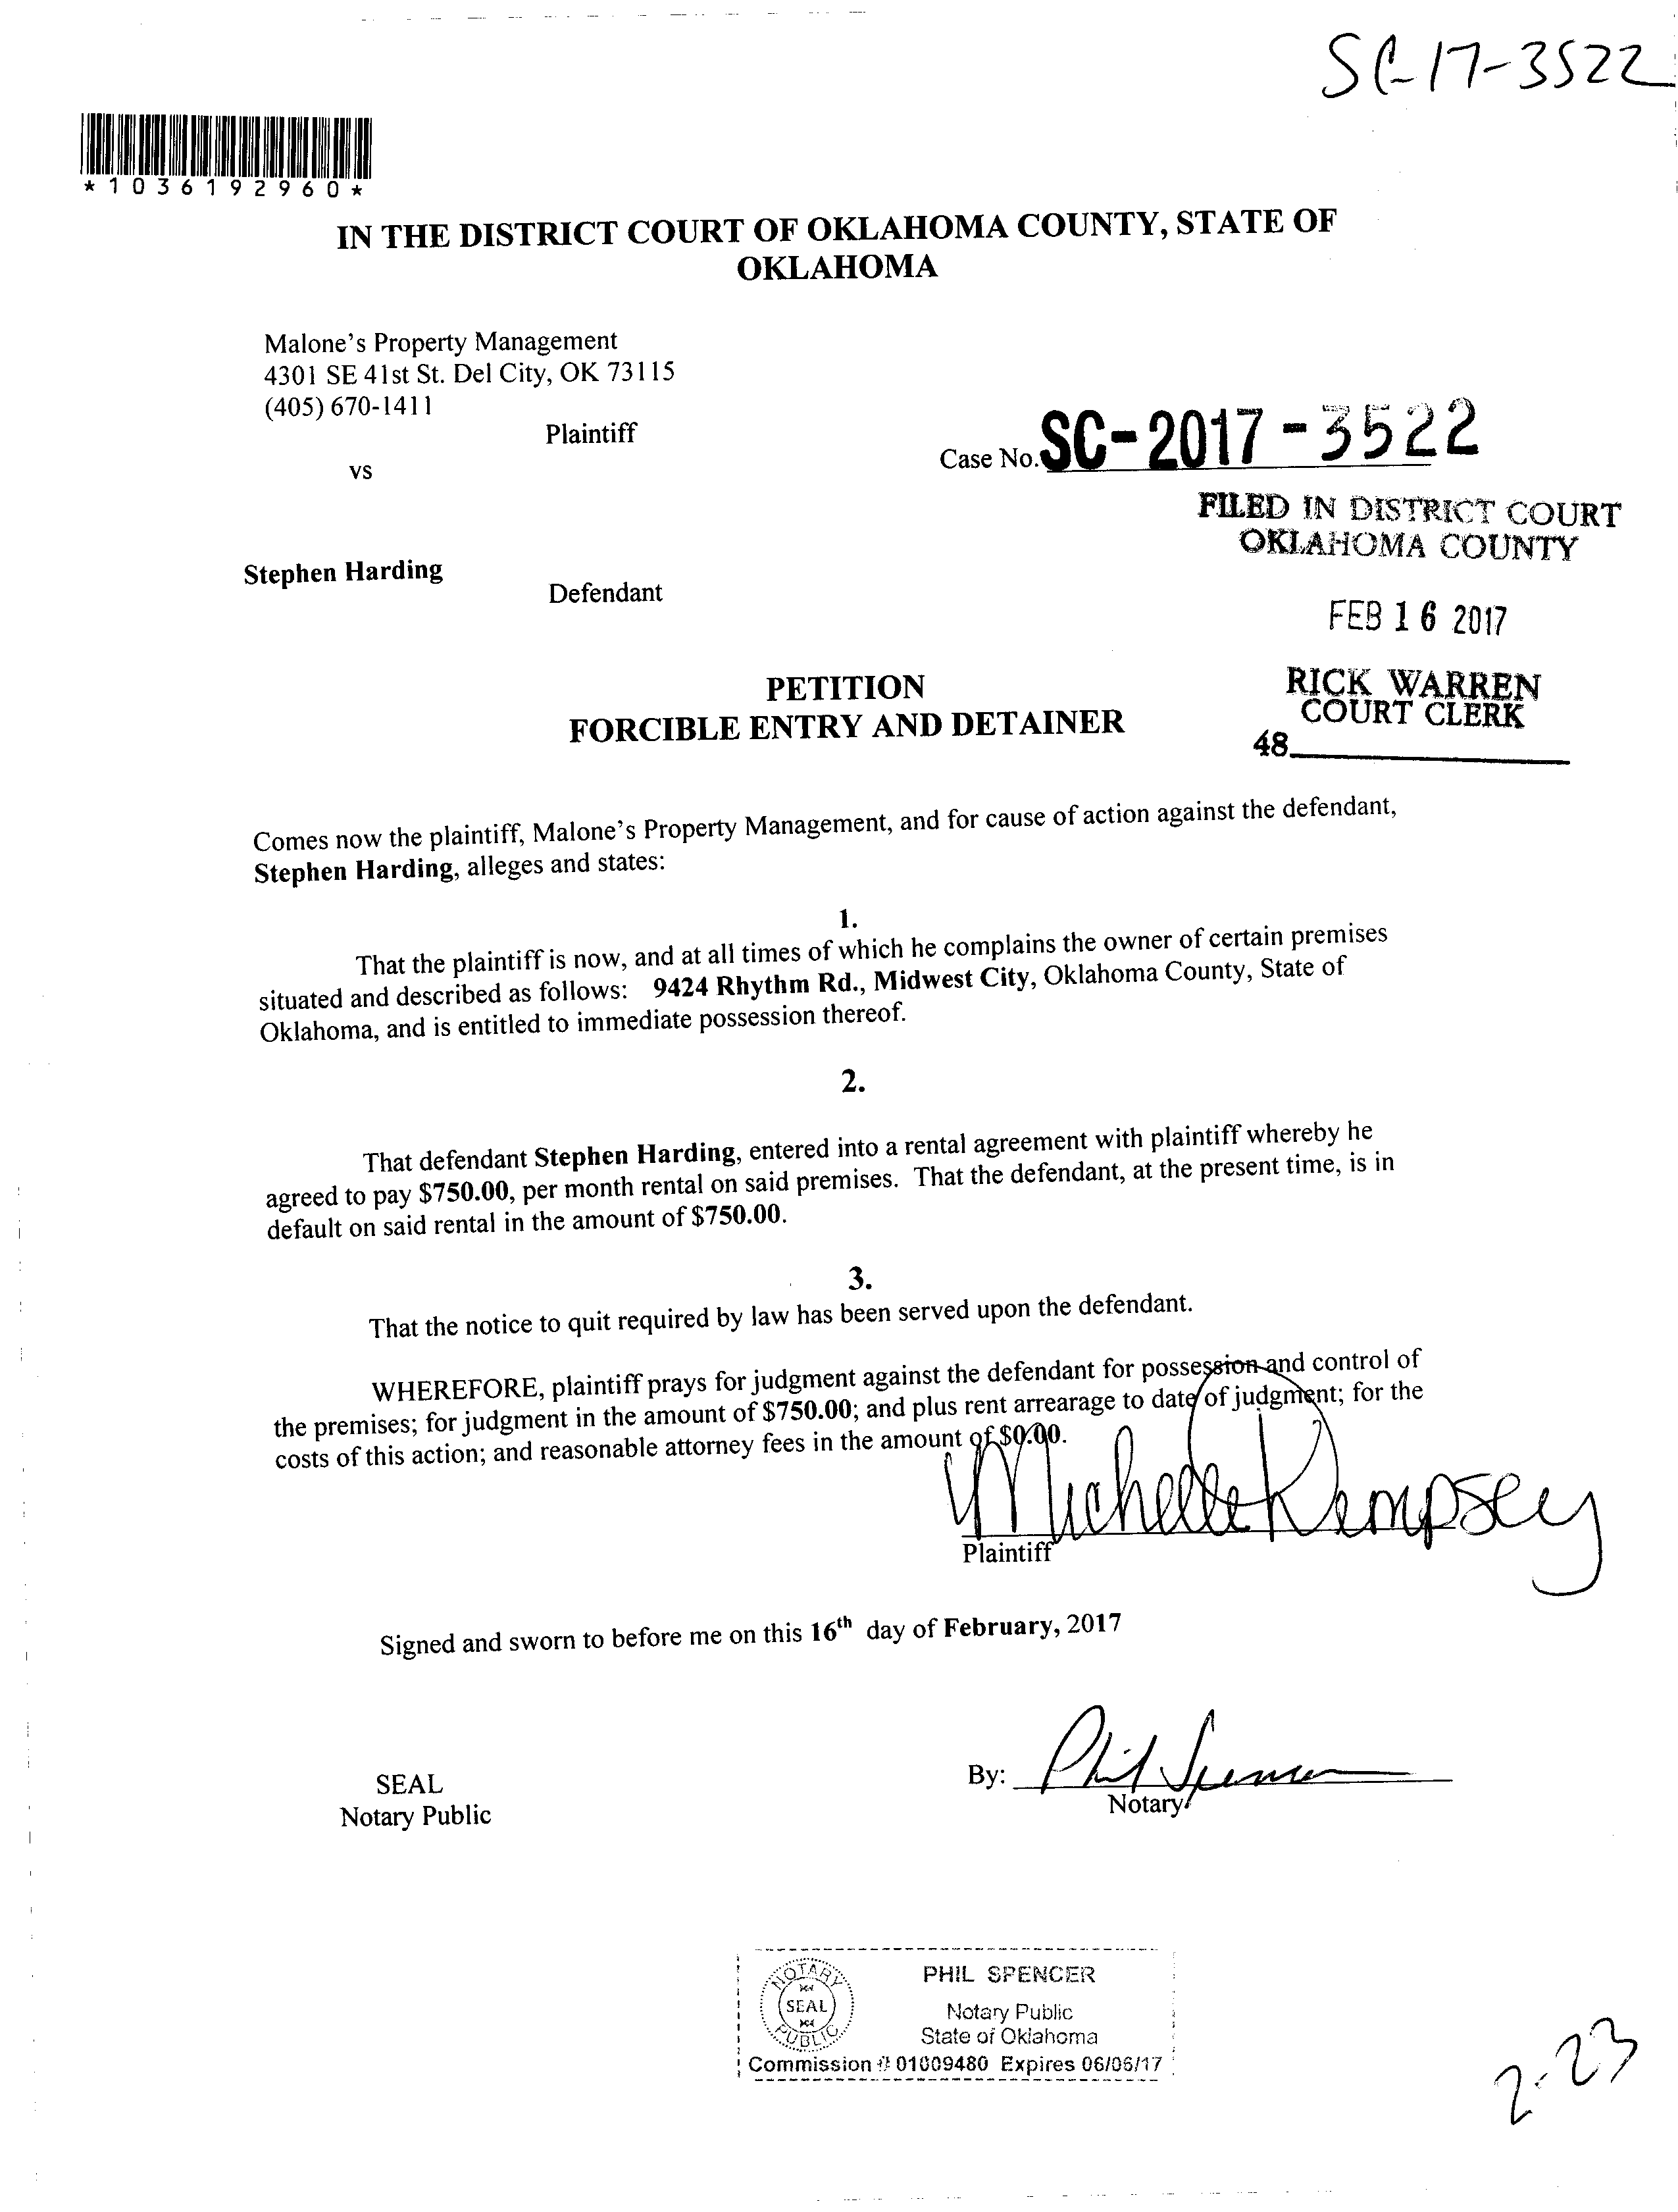 SC-17-3522
*1036192960*
IN THE DISTRICT COURT OF OKLAHOMA COUNTY, STATE OF
OKLAHOMA
Malone's Property Management
4301 SE 41st St. Del City, OK 73115
(405) 670-1411
Plaintiff
vs
Case No. SC-2017-3522
FILED IN DISTRICT COURT
OKLAHOMA COUNTY
Stephen Harding
Defendant
FEB 16 2017
RICK WARREN
COURT CLERK
48
PETITION
FORCIBLE ENTRY AND DETAINER
Comes now the plaintiff, Malone's Property Management, and for cause of action against the defendant,
Stephen Harding, alleges and states:
1.
That the plaintiff is now, and at all times of which he complains the owner of certain premises
situated and described as follows: 9424 Rhythm Rd., Midwest City, Oklahoma County, State of
Oklahoma, and is entitled to immediate possession thereof.
2.
That defendant Stephen Harding, entered into a rental agreement with plaintiff whereby he
agreed to pay $750.00, per month rental on said premises. That the defendant, at the present time, is in
default on said rental in the amount of $750.00.
3.
That the notice to quit required by law has been served upon the defendant.
WHEREFORE, plaintiff prays for judgment against the defendant for possession and control of
the premises; for judgment in the amount of $750.00; and plus rent arrearage to date of judgment; for the
costs of this action; and reasonable attorney fees in the amount of $0.00.
Michelle Kempsey
Plaintiff
Signed and sworn to before me on this 16th day of February, 2017
By: Phil Spencer
Notary
SEAL
Notary Public
NOTARY
SEAL
PUBLIC
PHIL SPENCER
Notary Public
State of Oklahoma
Commission # 01009480 Expires 06/06/17
2-23